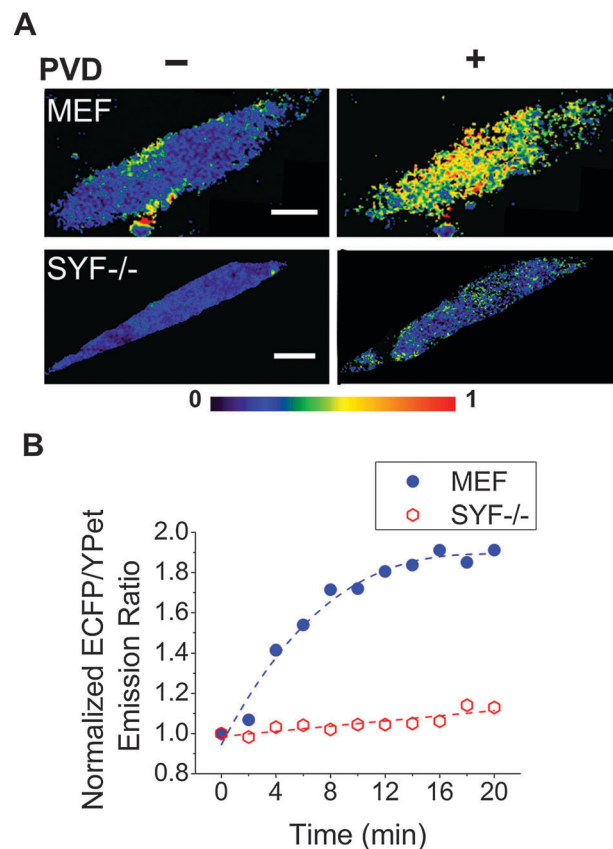 A
PVD − +
MEF
SYF-/-
0 1
B
MEF
SYF-/-
Normalized ECFP/YPet
Emission Ratio
2.0
1.8
1.6
1.4
1.2
1.0
0.8
0 4 8 12 16 20
Time (min)